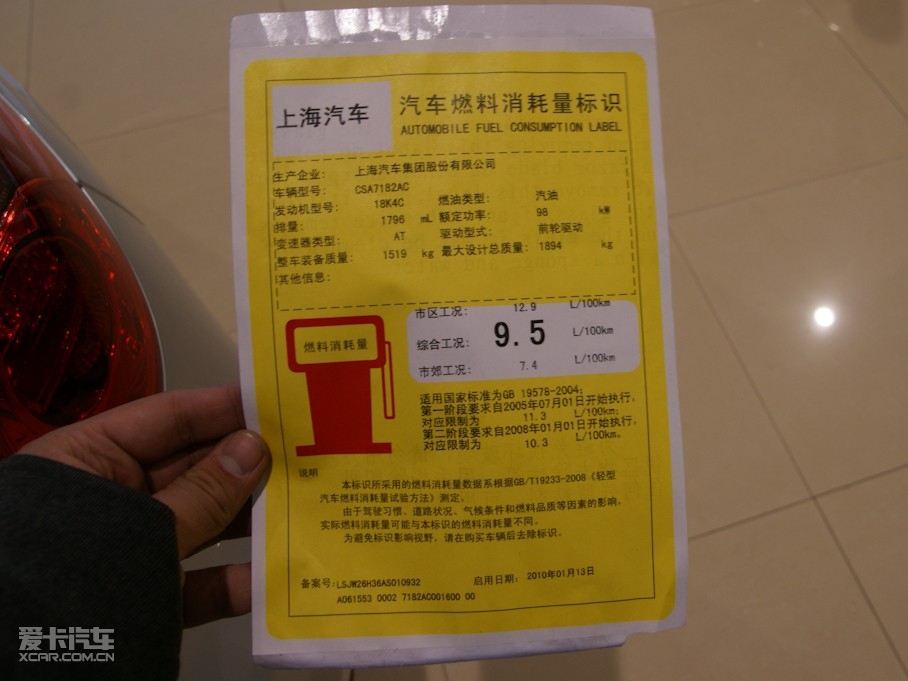 上海汽车
汽车燃料消耗量标识
AUTOMOBILE FUEL CONSUMPTION LABEL
生产企业: 上海汽车集团股份有限公司
车辆型号: CSA7182AC
发动机型号: 18K4C 燃油类型: 汽油
排量: 1796 mL 额定功率: 98 kW
变速器类型: AT 驱动型式: 前轮驱动
整车装备质量: 1519 kg 最大设计总质量: 1894 kg
其他信息:
市区工况: 12.9 L/100km
综合工况: 9.5 L/100km
市郊工况: 7.4 L/100km
燃料消耗量
适用国家标准为GB 19578-2004;
第一阶段要求自2005年07月01日开始执行,
对应限制为 11.3 L/100km;
第二阶段要求自2008年01月01日开始执行,
对应限制为 10.3 L/100km。
说明
本标识所采用的燃料消耗量数据系根据GB/T19233-2008《轻型
汽车燃料消耗量试验方法》测定。
由于驾驶习惯、道路状况、气候条件和燃料品质等因素的影响,
实际燃料消耗量可能与本标识的燃料消耗量不同。
为避免标识影响视野,请在购买车辆后去除标识。
备案号:LSJW26H36AS010932 启用日期: 2010年01月13日
A061553 0002 7182AC001600 00
爱卡汽车
XCAR.COM.CN